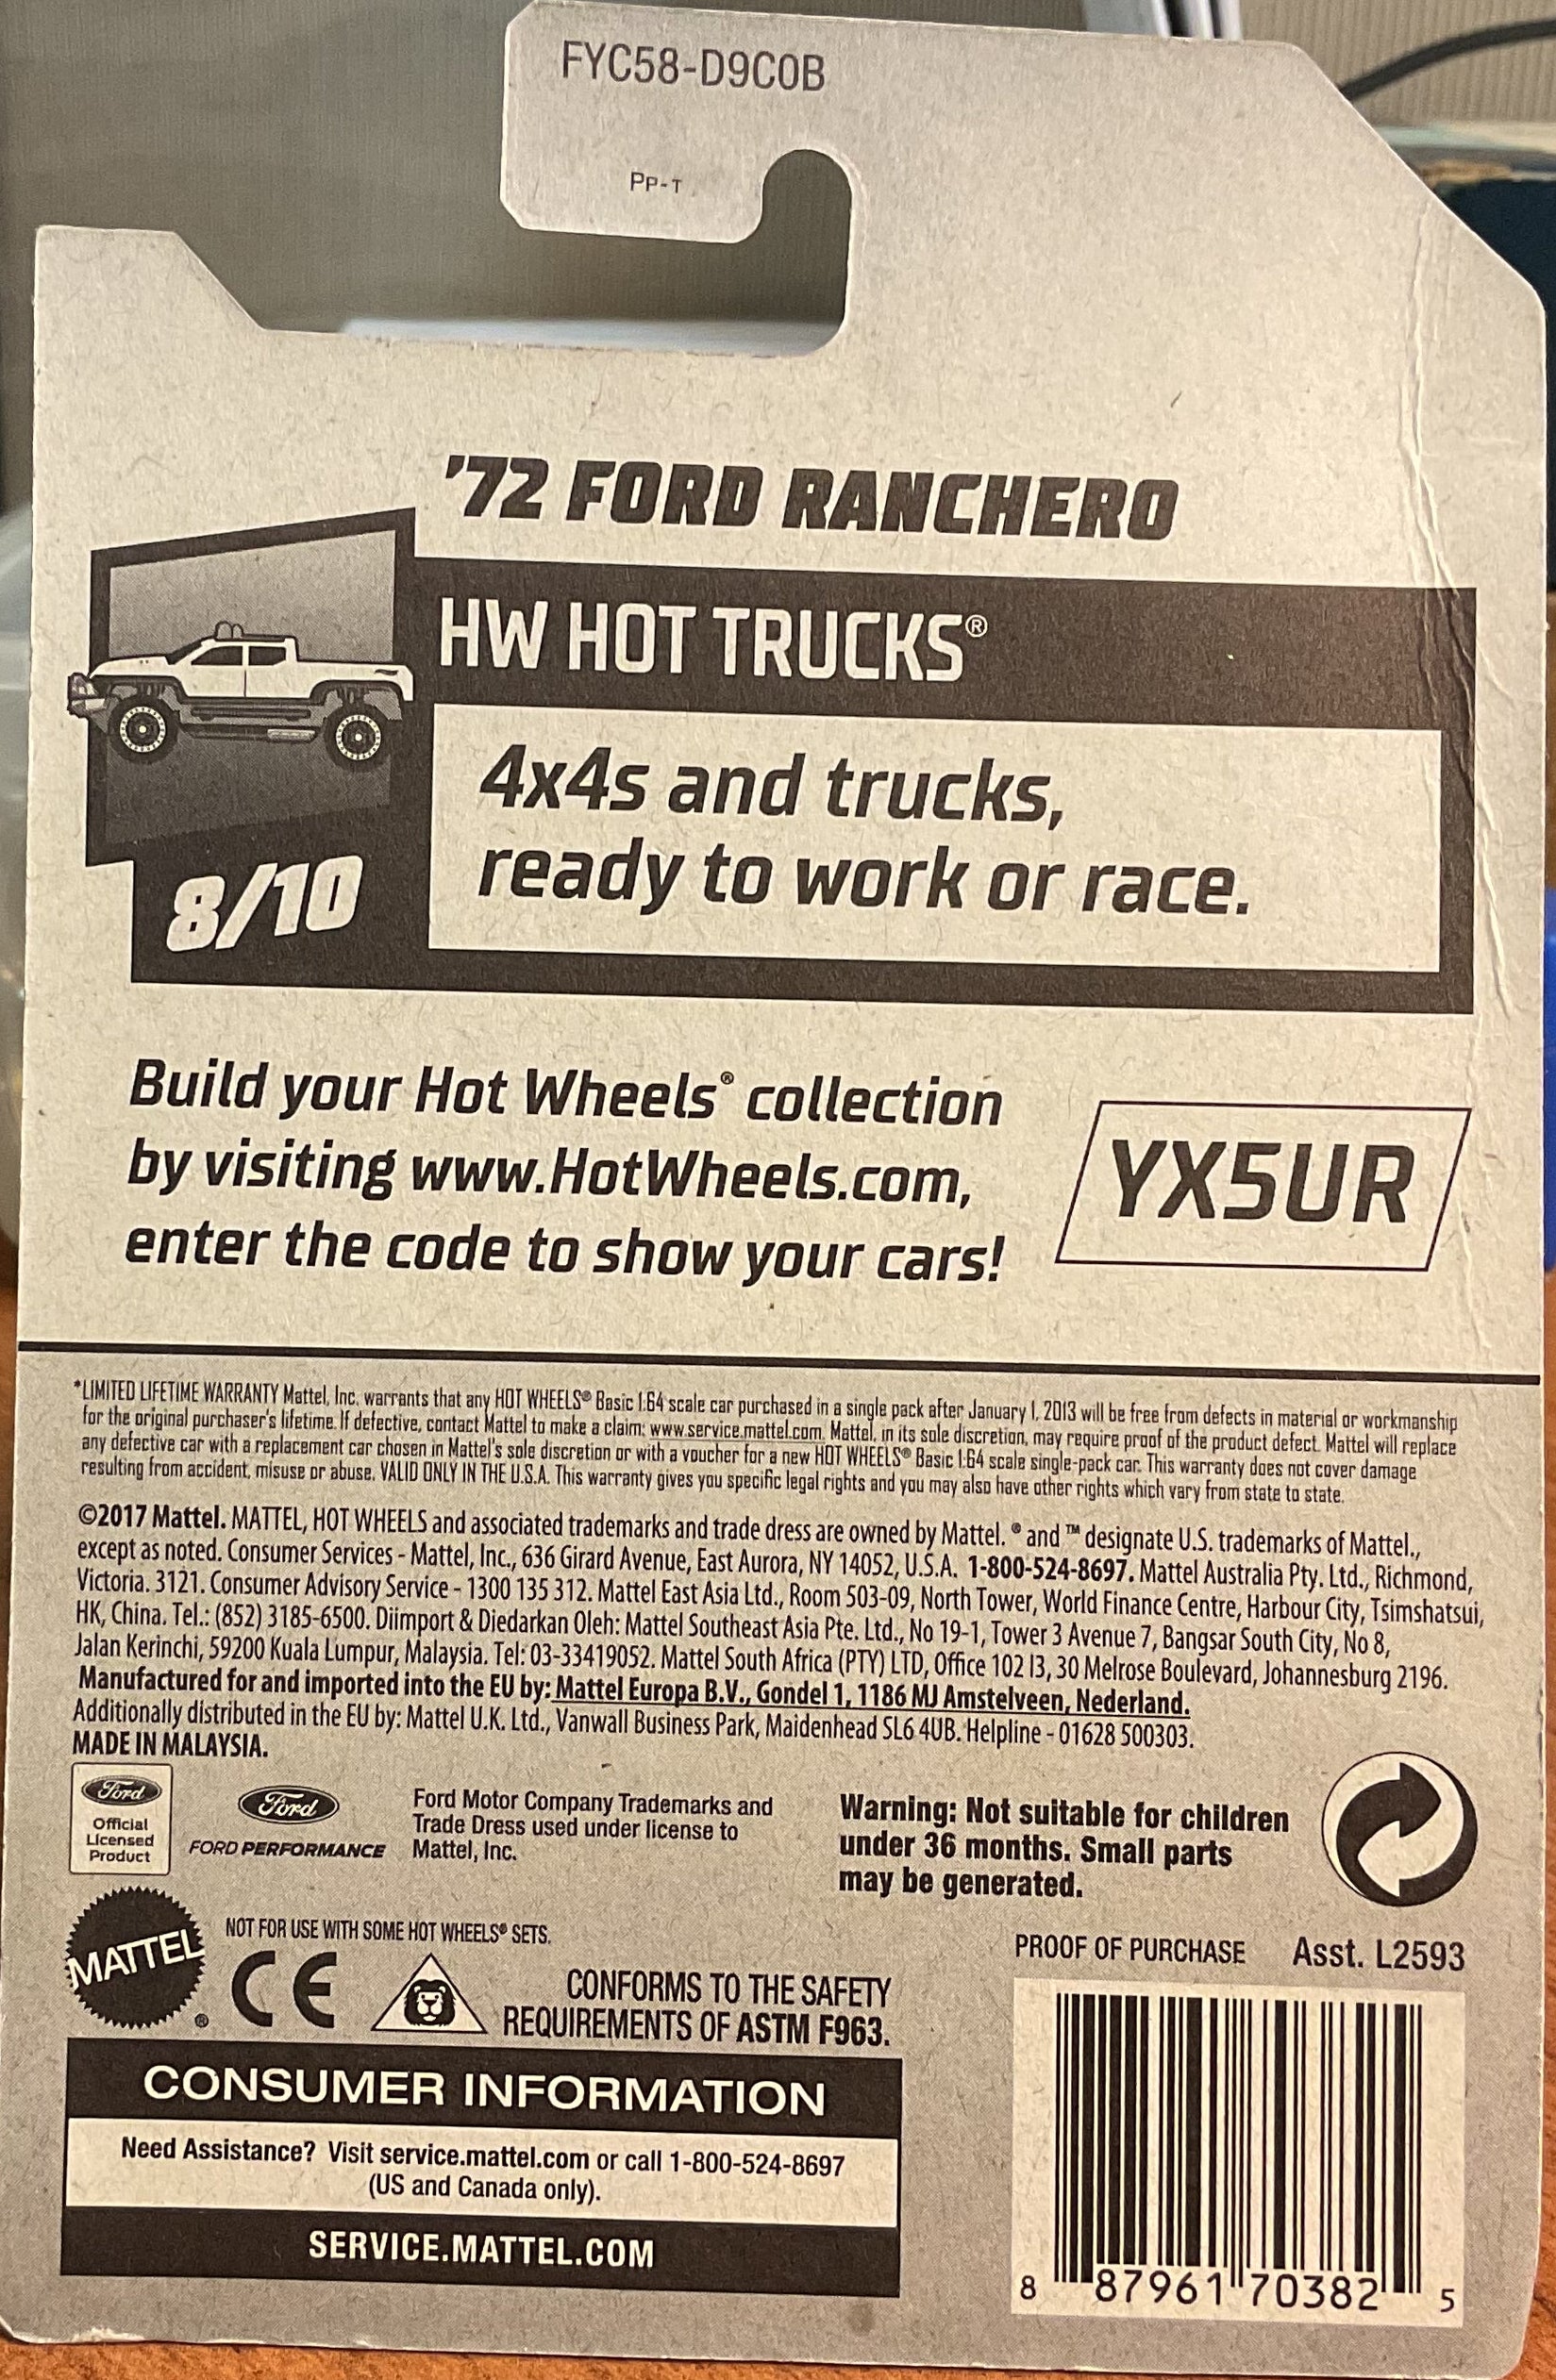 FYC58-D9C0B
PP-T
'72 FORD RANCHERO
HW HOT TRUCKS®
4x4s and trucks,
ready to work or race.
8/10
Build your Hot Wheels® collection
by visiting www.HotWheels.com,
enter the code to show your cars!
YX5UR
*LIMITED LIFETIME WARRANTY Mattel, Inc. warrants that any HOT WHEELS® Basic 1:64 scale car purchased in a single pack after January 1, 2013 will be free from defects in material or workmanship
for the original purchaser's lifetime. If defective, contact Mattel to make a claim: www.service.mattel.com. Mattel, in its sole discretion, may require proof of the product defect. Mattel will replace
any defective car with a replacement car chosen in Mattel's sole discretion or with a voucher for a new HOT WHEELS® Basic 1:64 scale single-pack car. This warranty does not cover damage
resulting from accident, misuse or abuse. VALID ONLY IN THE U.S.A. This warranty gives you specific legal rights and you may also have other rights which vary from state to state.
©2017 Mattel. MATTEL, HOT WHEELS and associated trademarks and trade dress are owned by Mattel. ® and ™ designate U.S. trademarks of Mattel.,
except as noted. Consumer Services - Mattel, Inc., 636 Girard Avenue, East Aurora, NY 14052, U.S.A. 1-800-524-8697. Mattel Australia Pty. Ltd., Richmond,
Victoria. 3121. Consumer Advisory Service - 1300 135 312. Mattel East Asia Ltd., Room 503-09, North Tower, World Finance Centre, Harbour City, Tsimshatsui,
HK, China. Tel.: (852) 3185-6500. Diimport & Diedarkan Oleh: Mattel Southeast Asia Pte. Ltd., No 19-1, Tower 3 Avenue 7, Bangsar South City, No 8,
Jalan Kerinchi, 59200 Kuala Lumpur, Malaysia. Tel: 03-33419052. Mattel South Africa (PTY) LTD, Office 102 I3, 30 Melrose Boulevard, Johannesburg 2196.
Manufactured for and imported into the EU by: Mattel Europa B.V., Gondel 1, 1186 MJ Amstelveen, Nederland.
Additionally distributed in the EU by: Mattel U.K. Ltd., Vanwall Business Park, Maidenhead SL6 4UB. Helpline - 01628 500303.
MADE IN MALAYSIA.
Ford
Official
Licensed
Product
Ford
FORD PERFORMANCE
Ford Motor Company Trademarks and
Trade Dress used under license to
Mattel, Inc.
Warning: Not suitable for children
under 36 months. Small parts
may be generated.
MATTEL®
NOT FOR USE WITH SOME HOT WHEELS® SETS.
CE
CONFORMS TO THE SAFETY
REQUIREMENTS OF ASTM F963.
PROOF OF PURCHASE Asst. L2593
CONSUMER INFORMATION
Need Assistance? Visit service.mattel.com or call 1-800-524-8697
(US and Canada only).
SERVICE.MATTEL.COM
8 87961 70382 5